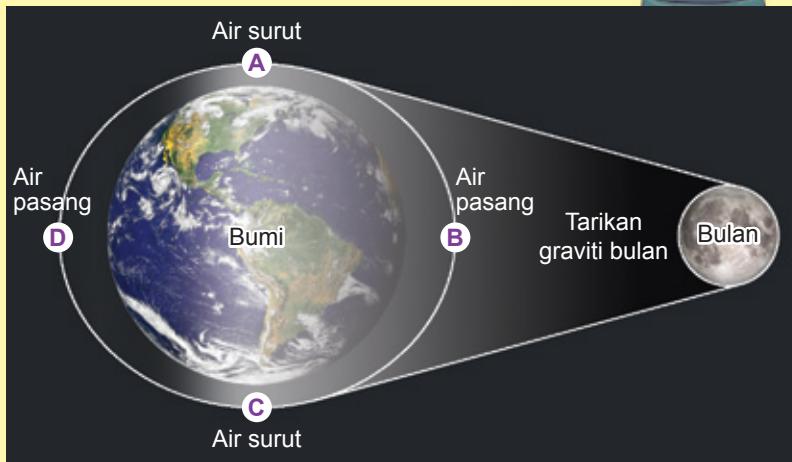 Air surut
A
Air
pasang
D
Bumi
B
Air
pasang
Tarikan
graviti bulan
Bulan
C
Air surut